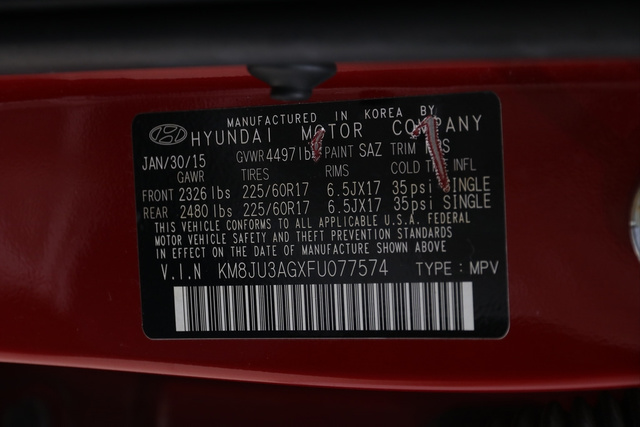 MANUFACTURED IN KOREA BY
HYUNDAI MOTOR COMPANY
JAN/30/15 GVWR 4497 lbs PAINT SAZ TRIM
GAWR TIRES RIMS COLD TIRE INFL
FRONT 2326 lbs 225/60R17 6.5JX17 35psi SINGLE
REAR 2480 lbs 225/60R17 6.5JX17 35psi SINGLE
THIS VEHICLE CONFORMS TO ALL APPLICABLE U.S.A. FEDERAL
MOTOR VEHICLE SAFETY AND THEFT PREVENTION STANDARDS
IN EFFECT ON THE DATE OF MANUFACTURE SHOWN ABOVE
V.I.N KM8JU3AGXFU077574 TYPE: MPV